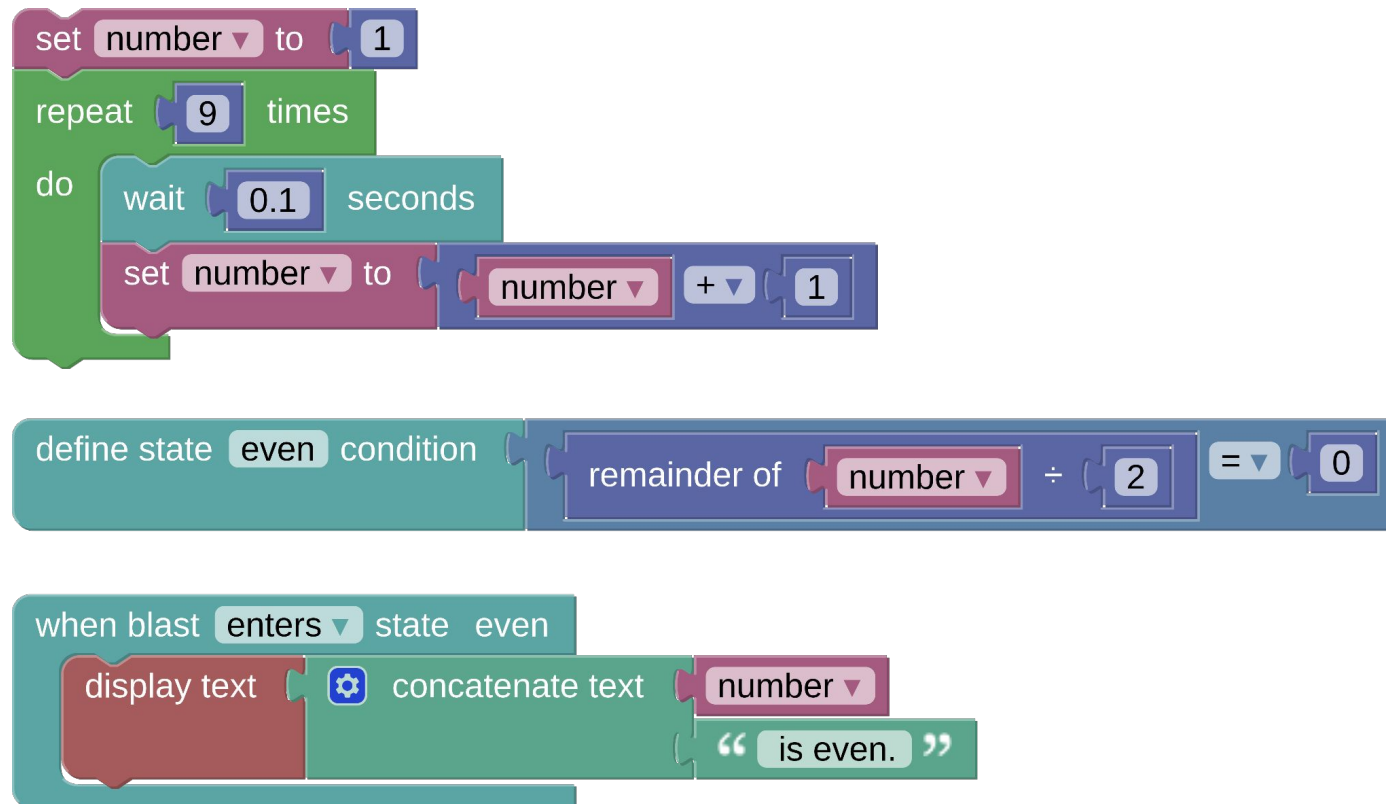 set number ▾ to 1
repeat 9 times
do wait 0.1 seconds
set number ▾ to number ▾ + ▾ 1
define state even condition remainder of number ▾ ÷ 2 = ▾ 0
when blast enters ▾ state even
display text concatenate text number ▾
“ is even. ”